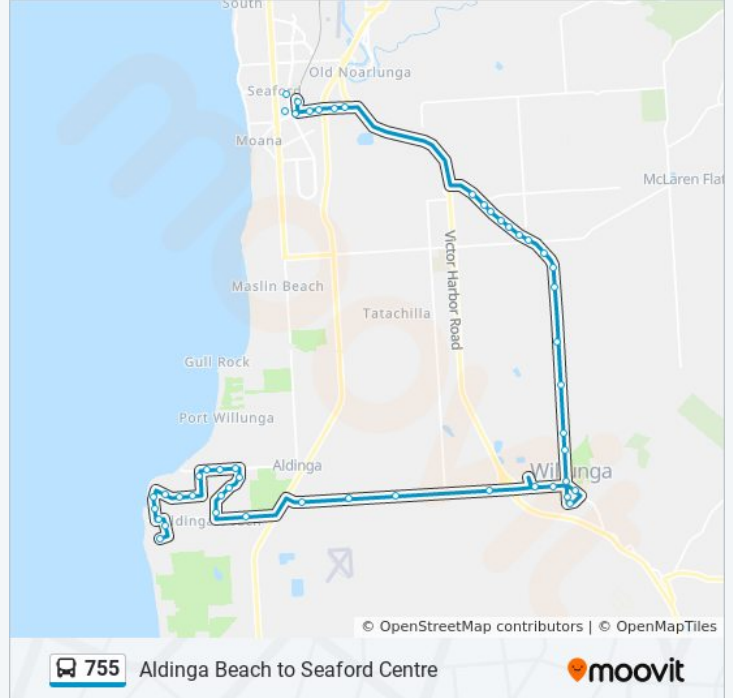 South
Old Noarlunga
Seaford
Moana
McLaren Flat
Victor Harbor Road
Maslin Beach
Tatachilla
Gull Rock
Port Willunga
Aldinga
Willunga
Aldinga Beach
moovit
© OpenStreetMap contributors | © OpenMapTiles
755 Aldinga Beach to Seaford Centre
moovit